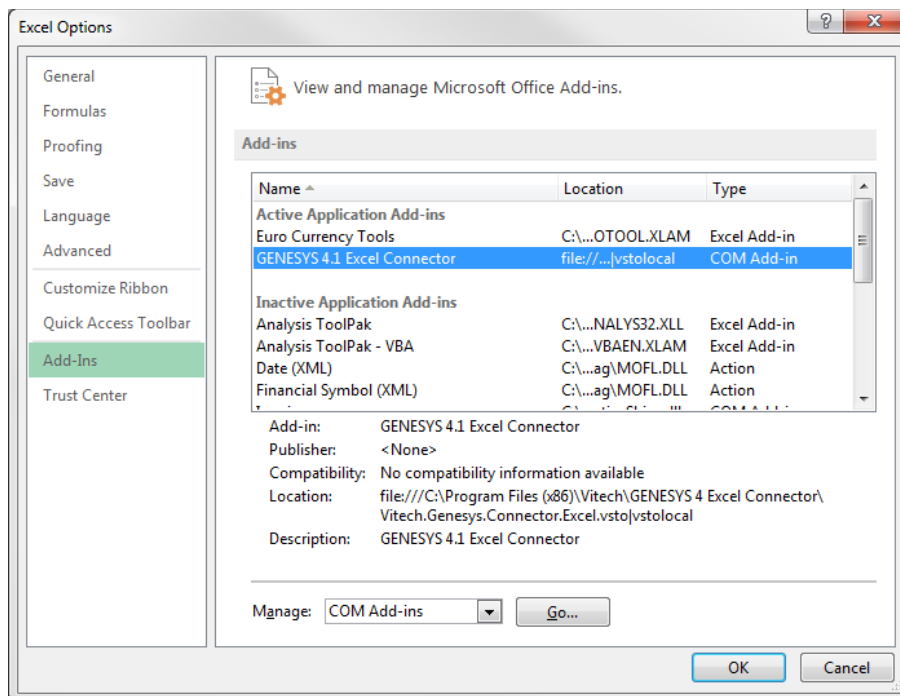 Excel Options
General
Formulas
Proofing
Save
Language
Advanced
Customize Ribbon
Quick Access Toolbar
Add-Ins
Trust Center
View and manage Microsoft Office Add-ins.
Add-ins
Name Location Type
Active Application Add-ins
Euro Currency Tools C:\...OTOOL.XLAM Excel Add-in
GENESYS 4.1 Excel Connector file://...|vstolocal COM Add-in
Inactive Application Add-ins
Analysis ToolPak C:\...NALYS32.XLL Excel Add-in
Analysis ToolPak - VBA C:\...VBAEN.XLAM Excel Add-in
Date (XML) C:\...ag\MOFL.DLL Action
Financial Symbol (XML) C:\...ag\MOFL.DLL Action
Add-in: GENESYS 4.1 Excel Connector
Publisher: <None>
Compatibility: No compatibility information available
Location: file:///C:\Program Files (x86)\Vitech\GENESYS 4 Excel Connector\
Vitech.Genesys.Connector.Excel.vsto|vstolocal
Description: GENESYS 4.1 Excel Connector
Manage: COM Add-ins Go...
OK Cancel